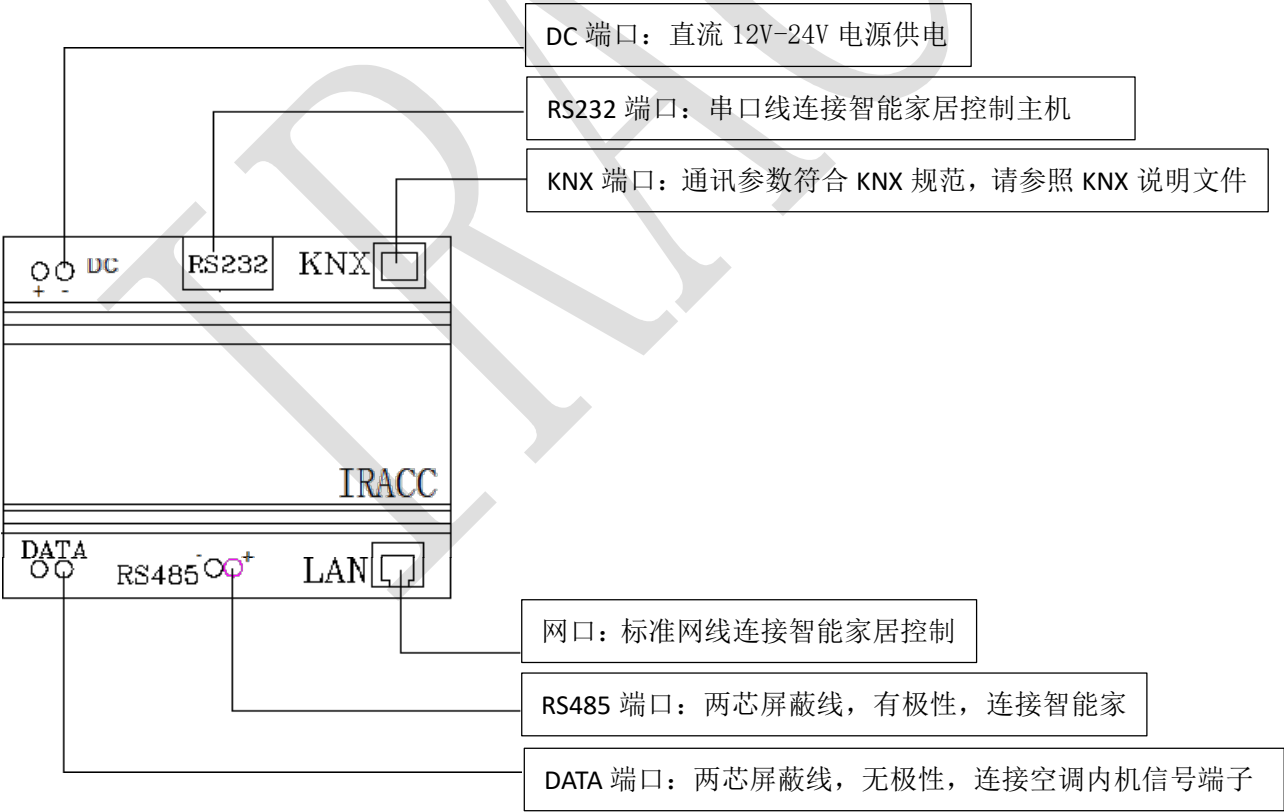 DC 端口：直流 12V-24V 电源供电
RS232 端口：串口线连接智能家居控制主机
KNX 端口：通讯参数符合 KNX 规范，请参照 KNX 说明文件
DC
+ -
RS232
KNX
IRACC
DATA
RS485
- +
LAN
网口：标准网线连接智能家居控制
RS485 端口：两芯屏蔽线，有极性，连接智能家
DATA 端口：两芯屏蔽线，无极性，连接空调内机信号端子